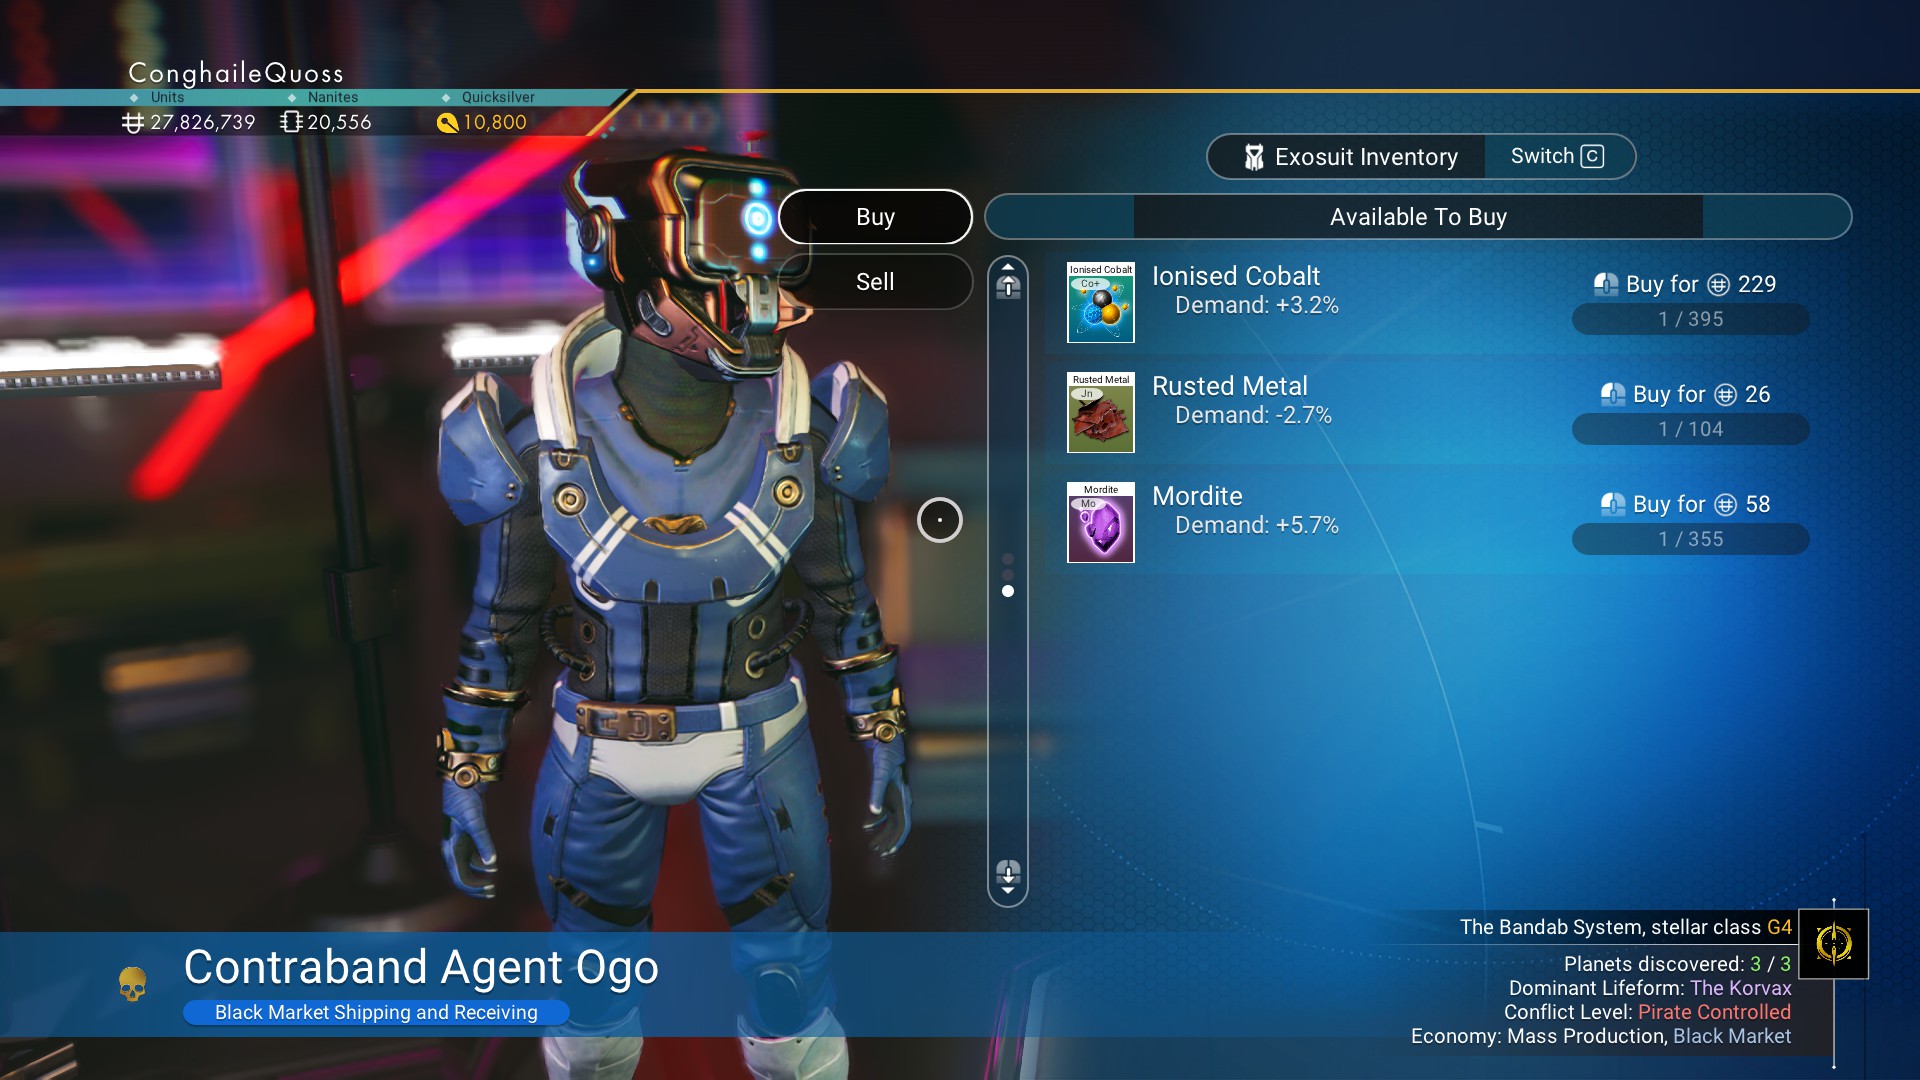 ConghaileQuoss
Units Nanites Quicksilver
27,826,739 20,556 10,800
Exosuit Inventory Switch C
Buy
Available To Buy
Sell
Ionised Cobalt
Co+
Ionised Cobalt
Demand: +3.2%
Buy for 229
1 / 395
Rusted Metal
Jn
Rusted Metal
Demand: -2.7%
Buy for 26
1 / 104
Mordite
Mo
Mordite
Demand: +5.7%
Buy for 58
1 / 355
Contraband Agent Ogo
Black Market Shipping and Receiving
The Bandab System, stellar class G4
Planets discovered: 3 / 3
Dominant Lifeform: The Korvax
Conflict Level: Pirate Controlled
Economy: Mass Production, Black Market